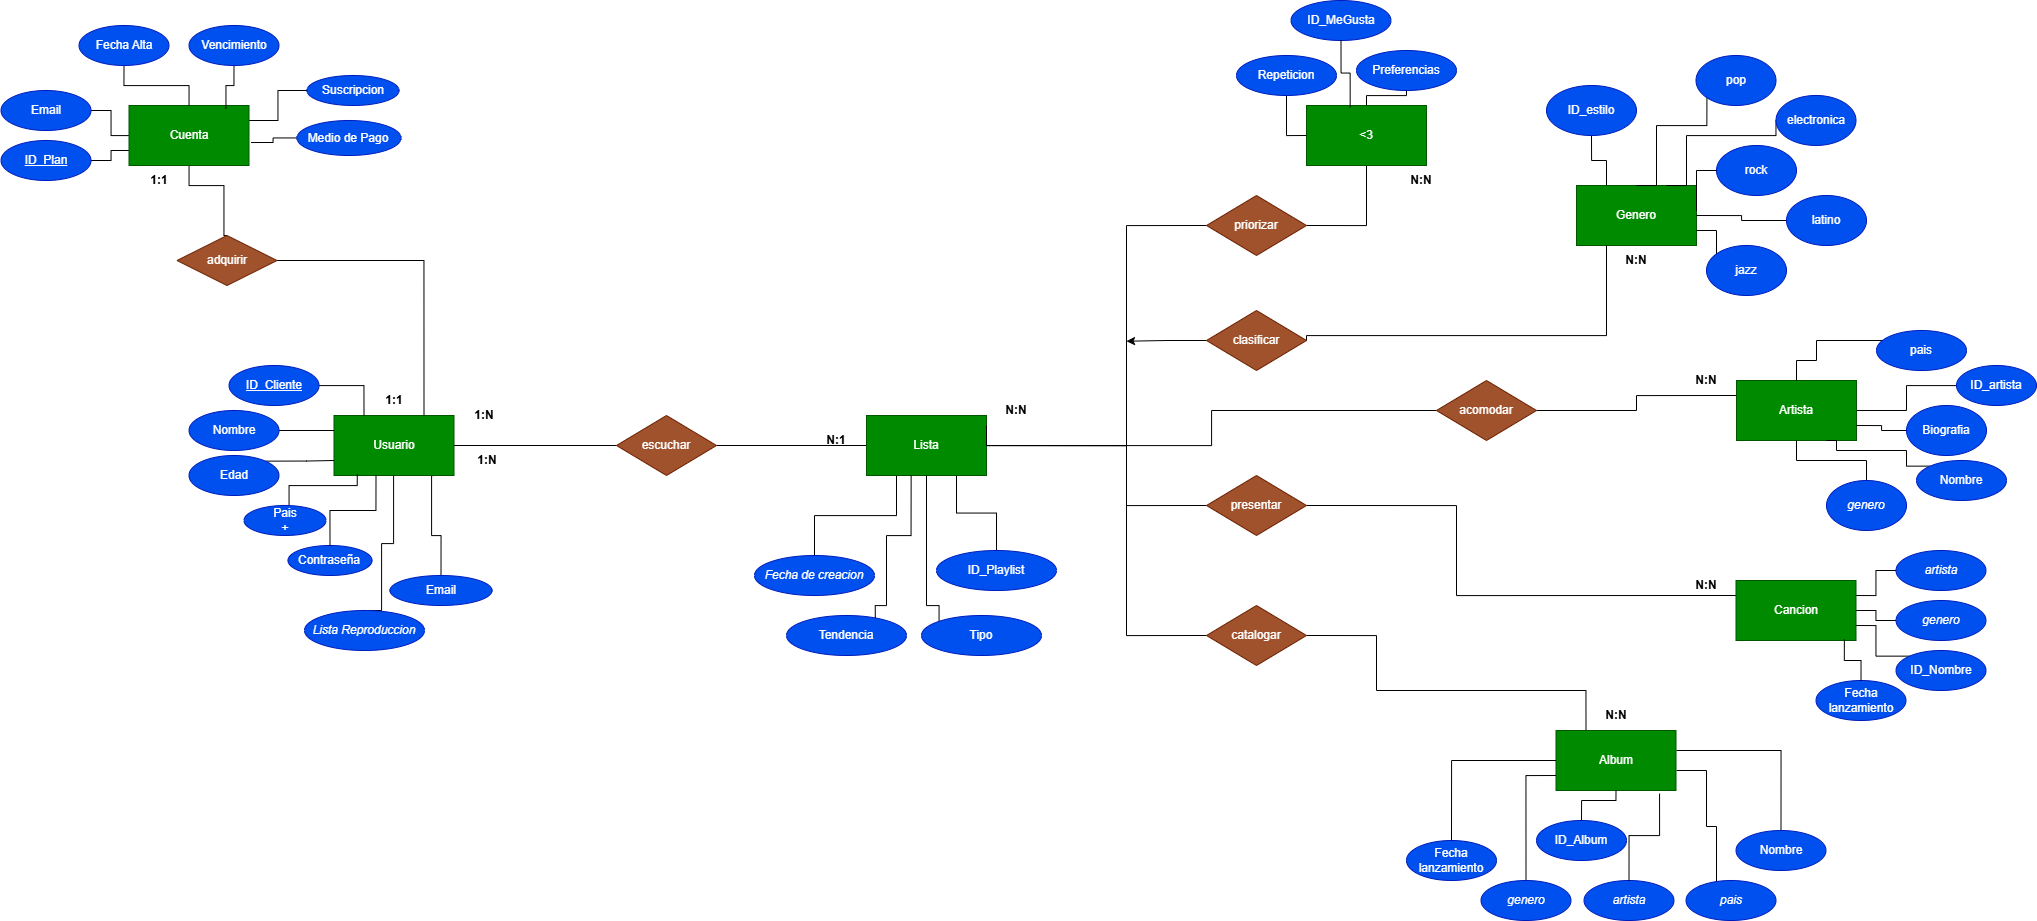 ID_MeGusta
Fecha Alta
Vencimiento
Repeticion
Preferencias
pop
Suscripcion
Email
ID_estilo
electronica
Cuenta
Medio de Pago
<3
ID_Plan
1:1
N:N
rock
Genero
latino
priorizar
adquirir
N:N
jazz
clasificar
pais
ID_Cliente
1:1
1:N
N:N
N:N
ID_artista
acomodar
Artista
Nombre
Usuario
escuchar
N:1
Lista
Biografia
1:N
Edad
Nombre
Pais
+
presentar
genero
Contraseña
Fecha de creacion
ID_Playlist
artista
Email
N:N
Cancion
genero
Lista Reproduccion
Tendencia
Tipo
catalogar
ID_Nombre
Fecha
lanzamiento
N:N
Album
ID_Album
Nombre
Fecha
lanzamiento
genero
artista
pais